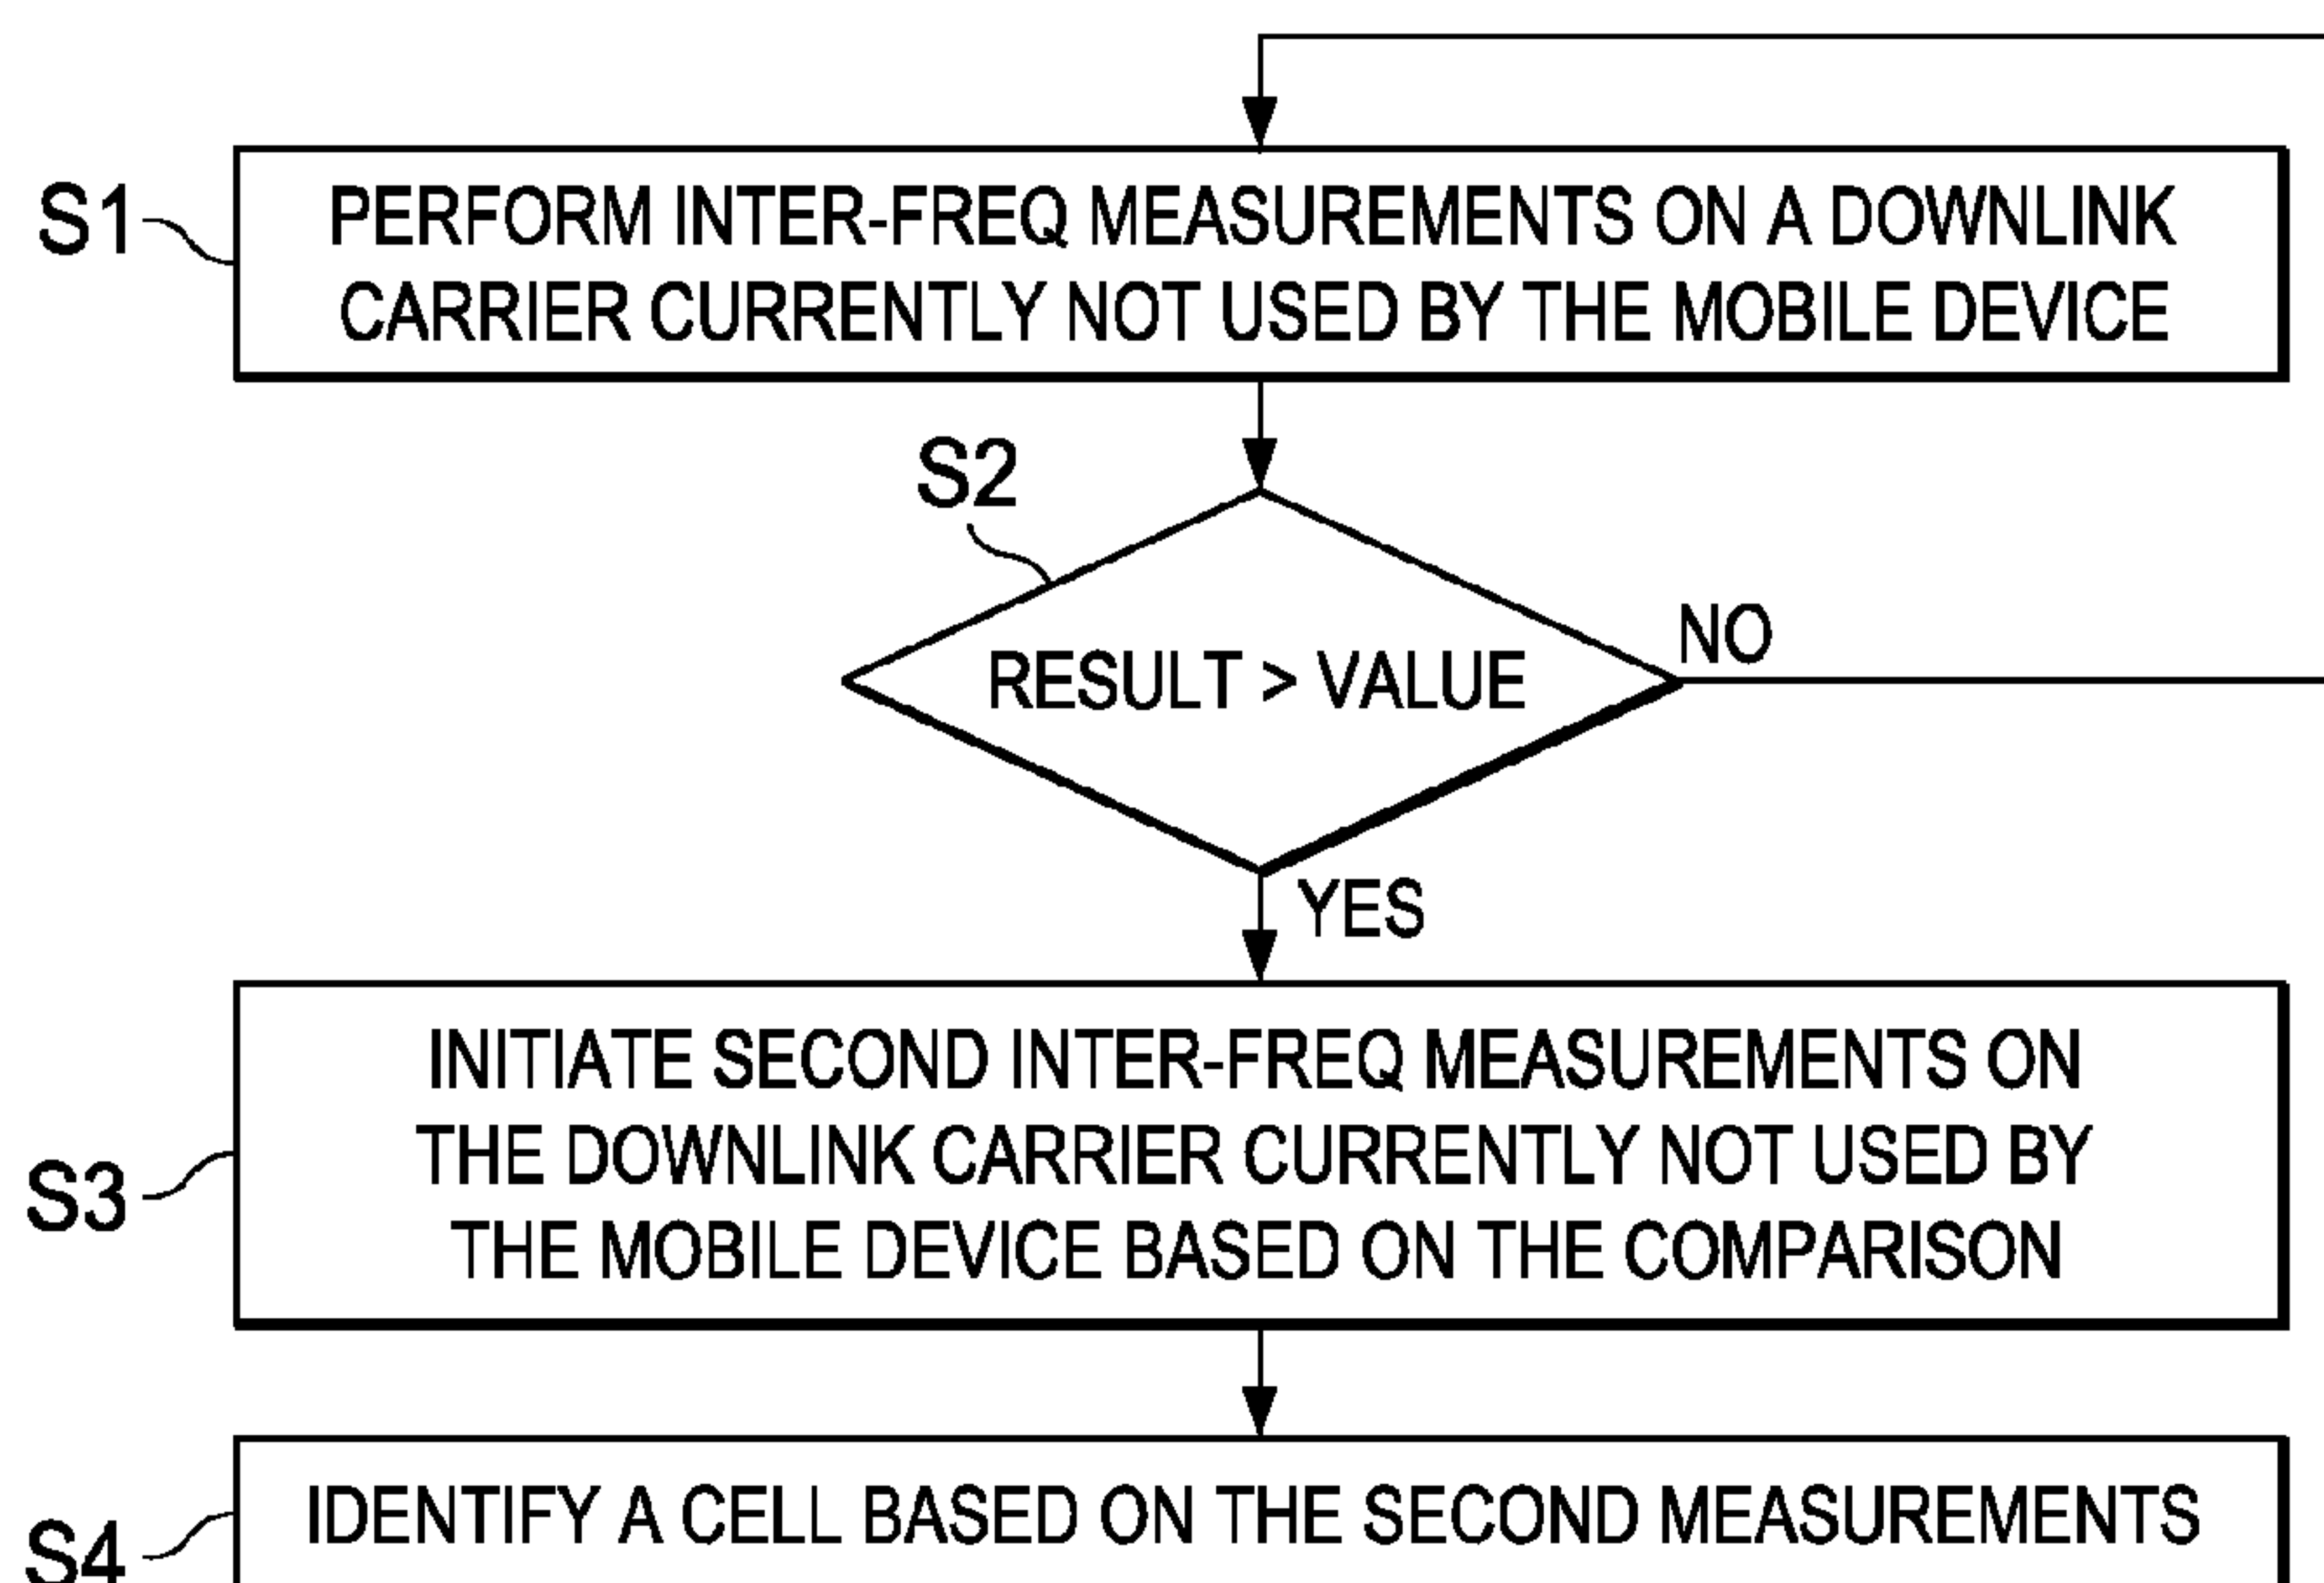 S1
PERFORM INTER-FREQ MEASUREMENTS ON A DOWNLINK
CARRIER CURRENTLY NOT USED BY THE MOBILE DEVICE
S2
RESULT > VALUE
NO
YES
S3
INITIATE SECOND INTER-FREQ MEASUREMENTS ON
THE DOWNLINK CARRIER CURRENTLY NOT USED BY
THE MOBILE DEVICE BASED ON THE COMPARISON
S4
IDENTIFY A CELL BASED ON THE SECOND MEASUREMENTS